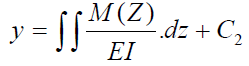 y = ∫∫ M(Z)/EI .dz + C₂